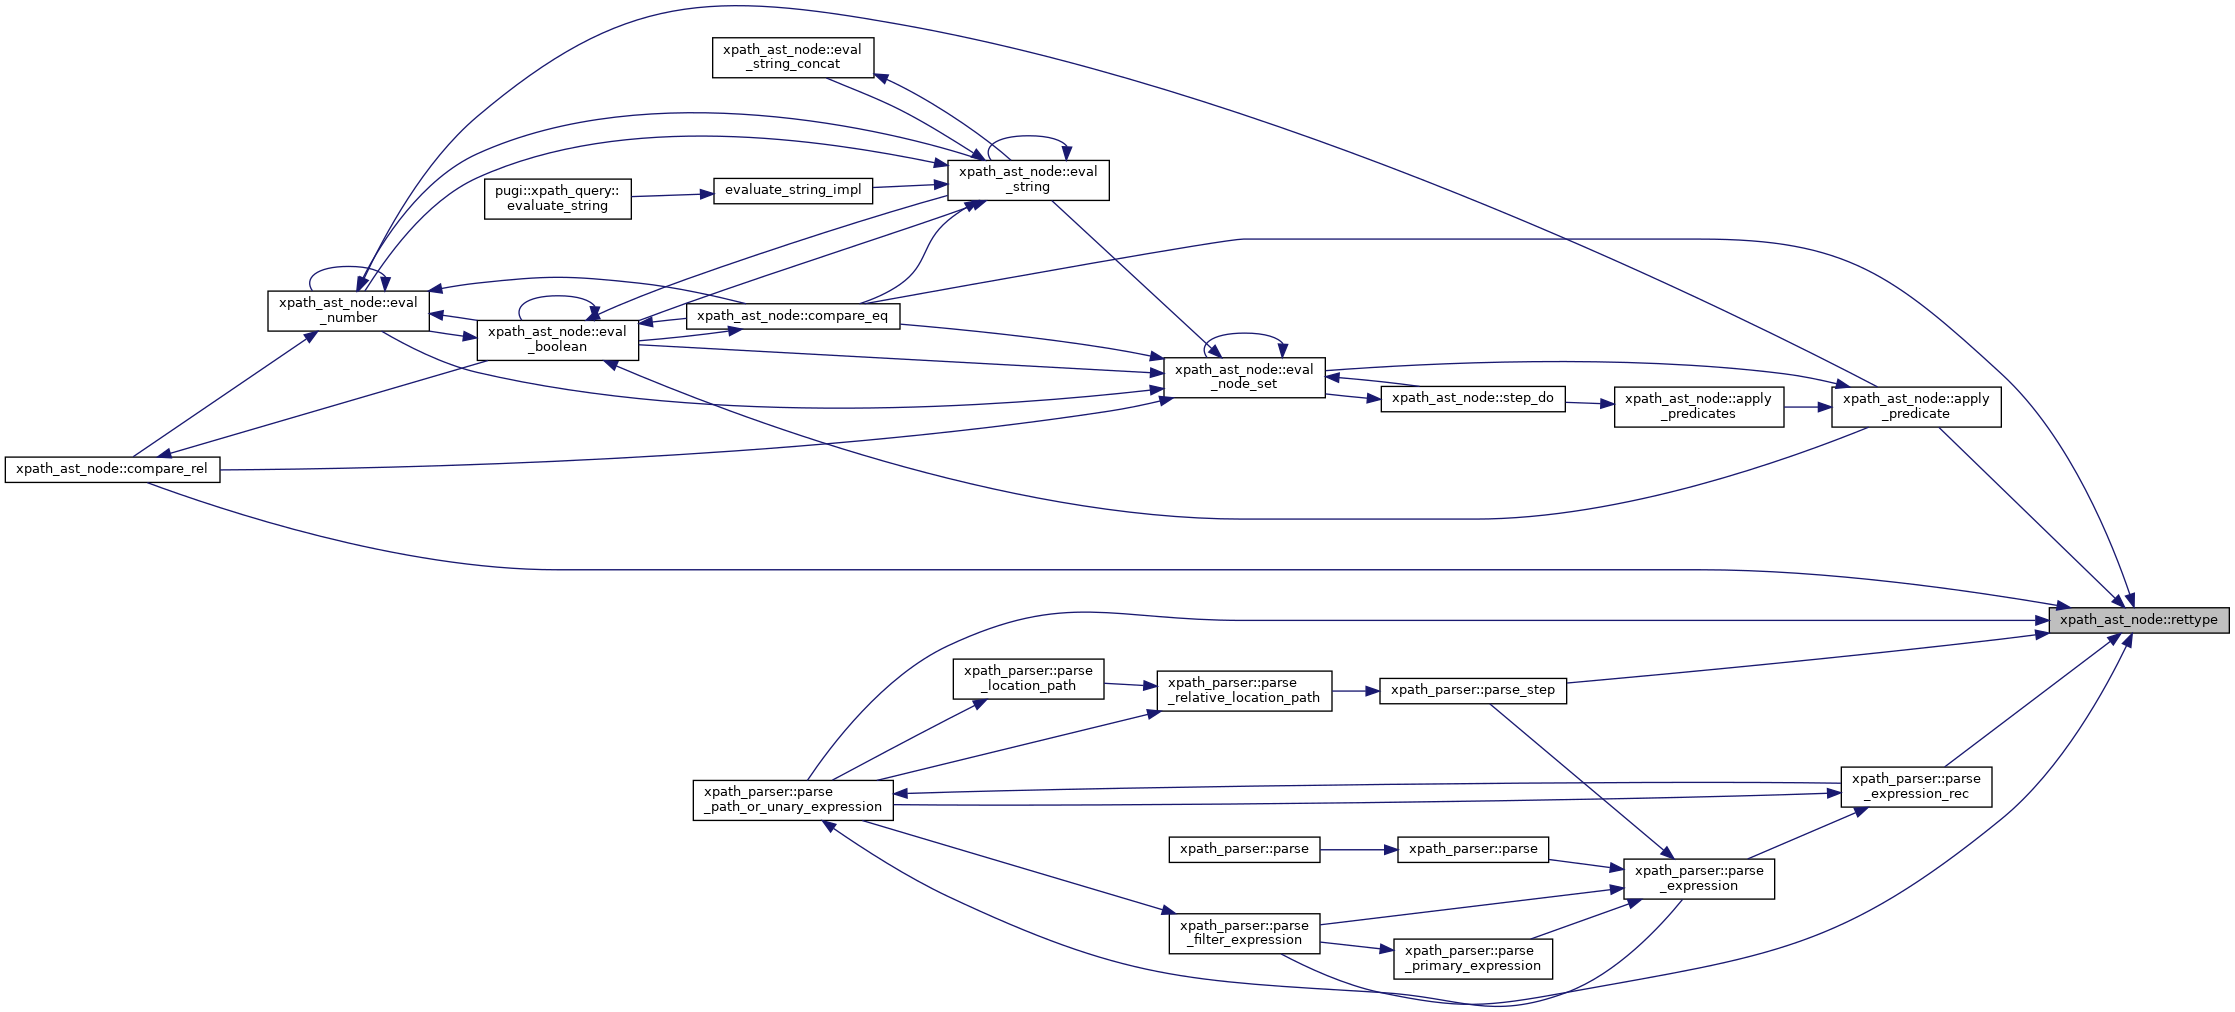 xpath_ast_node::eval
_string_concat
xpath_ast_node::eval
_string
pugi::xpath_query::
evaluate_string
evaluate_string_impl
xpath_ast_node::eval
_number
xpath_ast_node::eval
_boolean
xpath_ast_node::compare_eq
xpath_ast_node::eval
_node_set
xpath_ast_node::step_do
xpath_ast_node::apply
_predicates
xpath_ast_node::apply
_predicate
xpath_ast_node::compare_rel
xpath_ast_node::rettype
xpath_parser::parse
_location_path
xpath_parser::parse
_relative_location_path
xpath_parser::parse_step
xpath_parser::parse
_path_or_unary_expression
xpath_parser::parse
_expression_rec
xpath_parser::parse
xpath_parser::parse
xpath_parser::parse
_expression
xpath_parser::parse
_filter_expression
xpath_parser::parse
_primary_expression